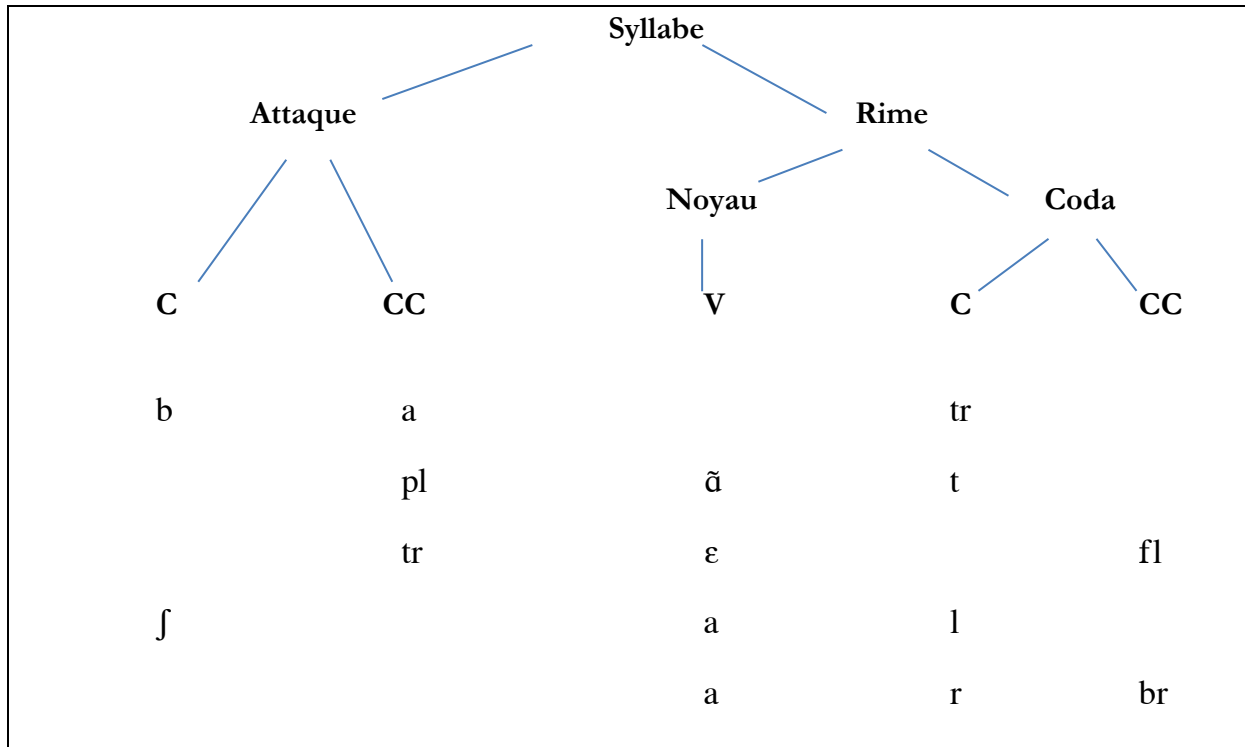 Syllabe
Attaque Rime
Noyau Coda
C CC V C CC
b a tr
pl ɑ̃ t
tr ɛ fl
ʃ a l
a r br